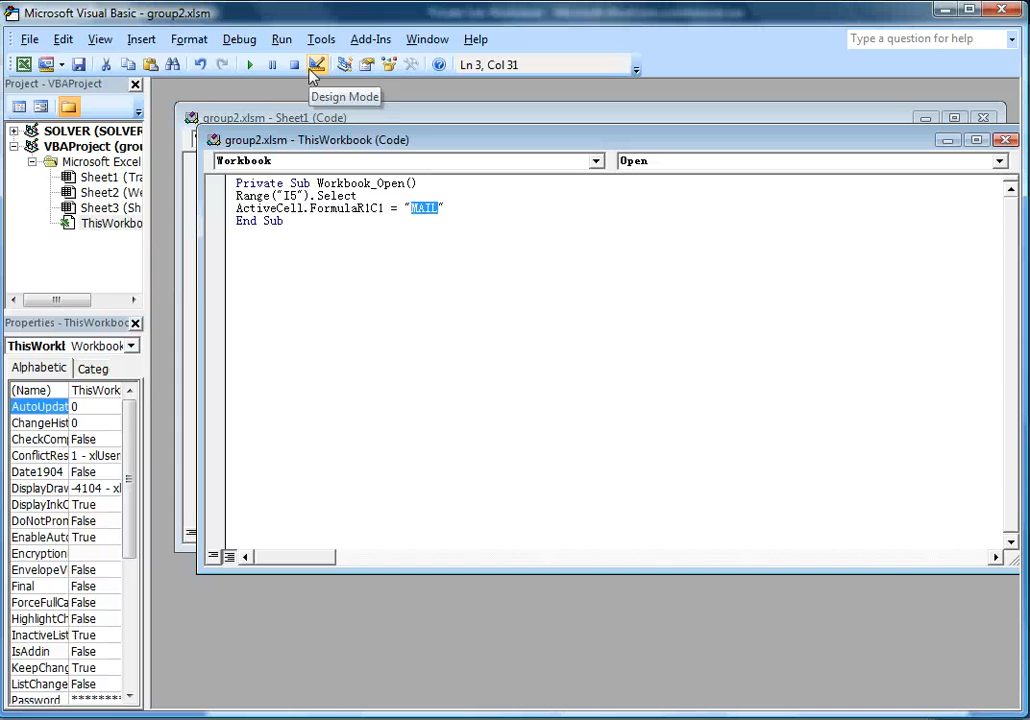 Microsoft Visual Basic - group2.xlsm
File Edit View Insert Format Debug Run Tools Add-Ins Window Help
Type a question for help
Ln 3, Col 31
Project - VBAProject
Design Mode
SOLVER (SOLVER
VBAProject (grou
Microsoft Excel
Sheet1 (Tra
Sheet2 (We
Sheet3 (Sh
ThisWorkbo
group2.xlsm - Sheet1 (Code)
group2.xlsm - ThisWorkbook (Code)
Workbook
Open
Private Sub Workbook_Open()
Range("I5").Select
ActiveCell.FormulaR1C1 = "MAIL"
End Sub
Properties - ThisWorkboo
ThisWorkl Workbook
Alphabetic Categ
(Name) ThisWork
AutoUpdat 0
ChangeHist 0
CheckComp False
ConflictRes 1 - xlUser
Date1904 False
DisplayDraw -4104 - xl
DisplayInkC True
DoNotProm False
EnableAuto True
Encryption
EnvelopeV False
Final False
ForceFullCa False
HighlightCh False
InactiveList True
IsAddin False
KeepChang True
ListChange False
Password ********